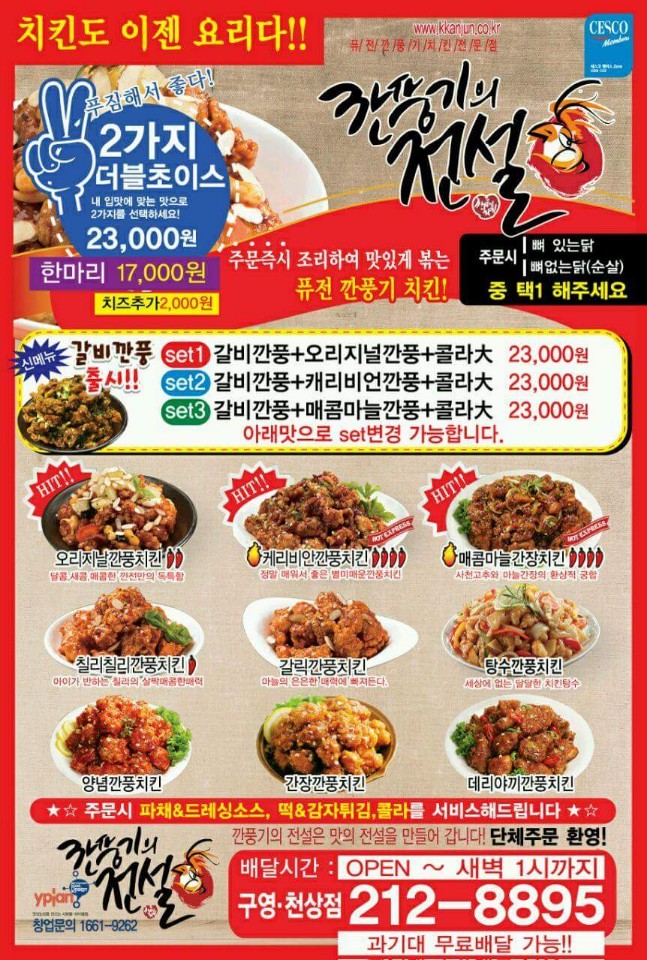 치킨도 이젠 요리다!!
www.kkanjun.co.kr
퓨/전/깐/풍/기/치/킨/전/문/점
CESCO
Members
깐풍기의
전설
푸짐해서 좋다!
2가지
더블초이스
내 입맛에 맞는 맛으로
2가지를 선택하세요!
23,000원
한마리 17,000원
치즈추가2,000원
주문즉시 조리하여 맛있게 볶는
퓨전 깐풍기 치킨!
주문시
뼈 있는닭
뼈없는닭(순살)
중 택1 해주세요
신메뉴
갈비깐풍
출시!!
set1 갈비깐풍+오리지널깐풍+콜라大 23,000원
set2 갈비깐풍+캐리비언깐풍+콜라大 23,000원
set3 갈비깐풍+매콤마늘깐풍+콜라大 23,000원
아래맛으로 set변경 가능합니다.
HIT!!
HIT!!
HIT!!
HOT EXPRESS
HOT EXPRESS
오리지날깐풍치킨
달콤,새콤,매콤한 깐전만의 독특함
케리비안깐풍치킨
정말 매워서 좋은 별미매운깐풍치킨
매콤마늘간장치킨
사천고추와 마늘간장의 환상적 궁합
칠리칠리깐풍치킨
아이가 반하는 칠리의 살짝매콤한매력
갈릭깐풍치킨
마늘의 은은한 매력에 빠져든다.
탕수깐풍치킨
세상에 없는 달달한 치킨탕수
양념깐풍치킨
간장깐풍치킨
데리야끼깐풍치킨
★☆ 주문시 파채&드레싱소스, 떡&감자튀김,콜라를 서비스해드립니다 ★☆
깐풍기의
전설
ypian
창업문의 1661-9262
깐풍기의 전설은 맛의 전설을 만들어 갑니다! 단체주문 환영!
배달시간 : OPEN ~ 새벽 1시까지
구영·천상점 212-8895
과기대 무료배달 가능!!